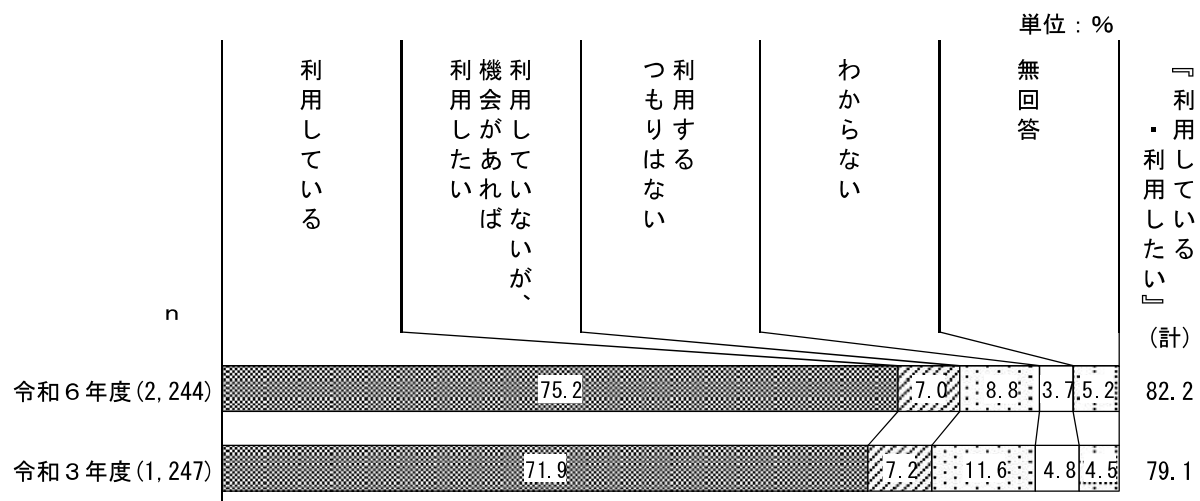 単位：％
利用している
利用していないが、
機会があれば
利用したい
利用する
つもりはない
わからない
無回答
『利用している
・利用したい』
(計)
ｎ
令和６年度(2,244)
75.2
7.0
8.8
3.7
5.2
82.2
令和３年度(1,247)
71.9
7.2
11.6
4.8
4.5
79.1